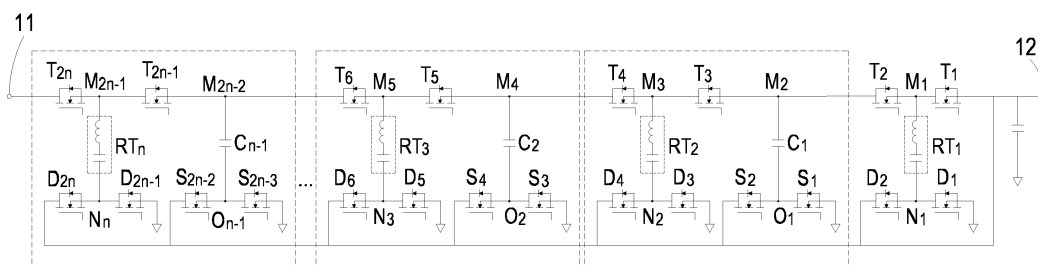 11
12
T2n M2n-1 T2n-1 M2n-2 T6 M5 T5 M4 T4 M3 T3 M2 T2 M1 T1
RTn Cn-1 RT3 C2 RT2 C1 RT1
D2n D2n-1 S2n-2 S2n-3 ... D6 D5 S4 S3 D4 D3 S2 S1 D2 D1
Nn On-1 N3 O2 N2 O1 N1